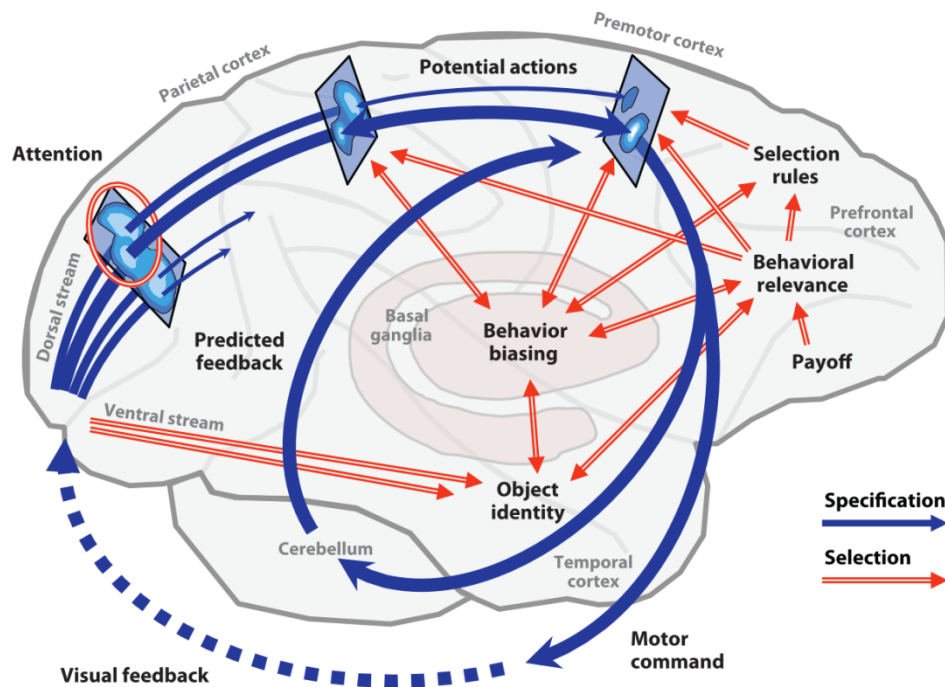 Premotor cortex
Parietal cortex
Potential actions
Attention
Selection
rules
Prefrontal
cortex
Dorsal stream
Behavioral
relevance
Basal
ganglia
Behavior
biasing
Predicted
feedback
Payoff
Ventral stream
Object
identity
Specification
Cerebellum
Selection
Temporal
cortex
Motor
command
Visual feedback